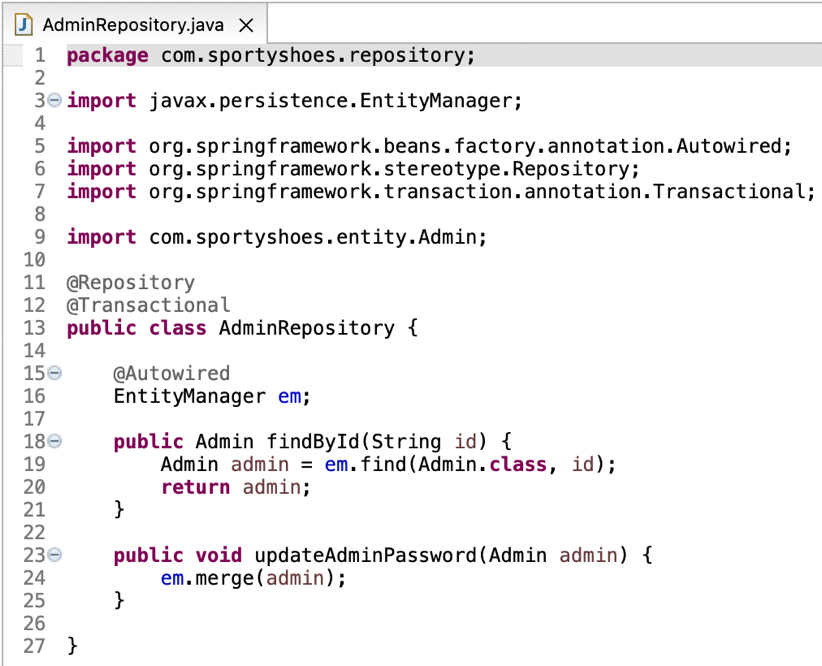 AdminRepository.java
1 package com.sportyshoes.repository;
2
3 import javax.persistence.EntityManager;
4
5 import org.springframework.beans.factory.annotation.Autowired;
6 import org.springframework.stereotype.Repository;
7 import org.springframework.transaction.annotation.Transactional;
8
9 import com.sportyshoes.entity.Admin;
10
11 @Repository
12 @Transactional
13 public class AdminRepository {
14
15     @Autowired
16     EntityManager em;
17
18     public Admin findById(String id) {
19         Admin admin = em.find(Admin.class, id);
20         return admin;
21     }
22
23     public void updateAdminPassword(Admin admin) {
24         em.merge(admin);
25     }
26
27 }